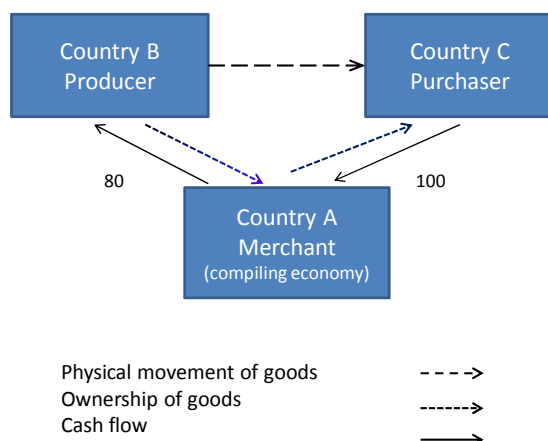 Country B
Producer
Country C
Purchaser
80
100
Country A
Merchant
(compiling economy)
Physical movement of goods
Ownership of goods
Cash flow